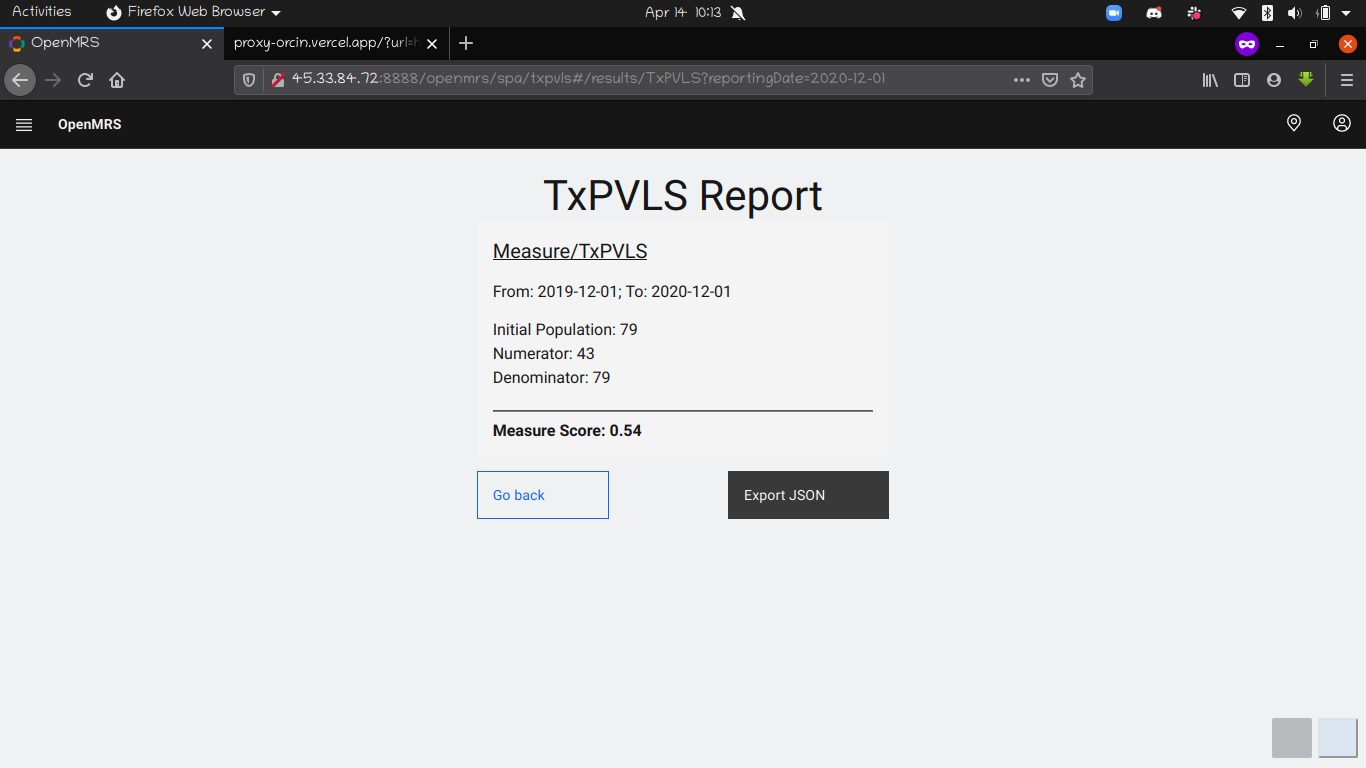 Activities
Firefox Web Browser
Apr 14 10:13
OpenMRS
proxy-orcin.vercel.app/?url=
45.33.84.72:8888/openmrs/spa/txpvls#/results/TxPVLS?reportingDate=2020-12-01
OpenMRS
TxPVLS Report
Measure/TxPVLS
From: 2019-12-01; To: 2020-12-01
Initial Population: 79
Numerator: 43
Denominator: 79
Measure Score: 0.54
Go back
Export JSON